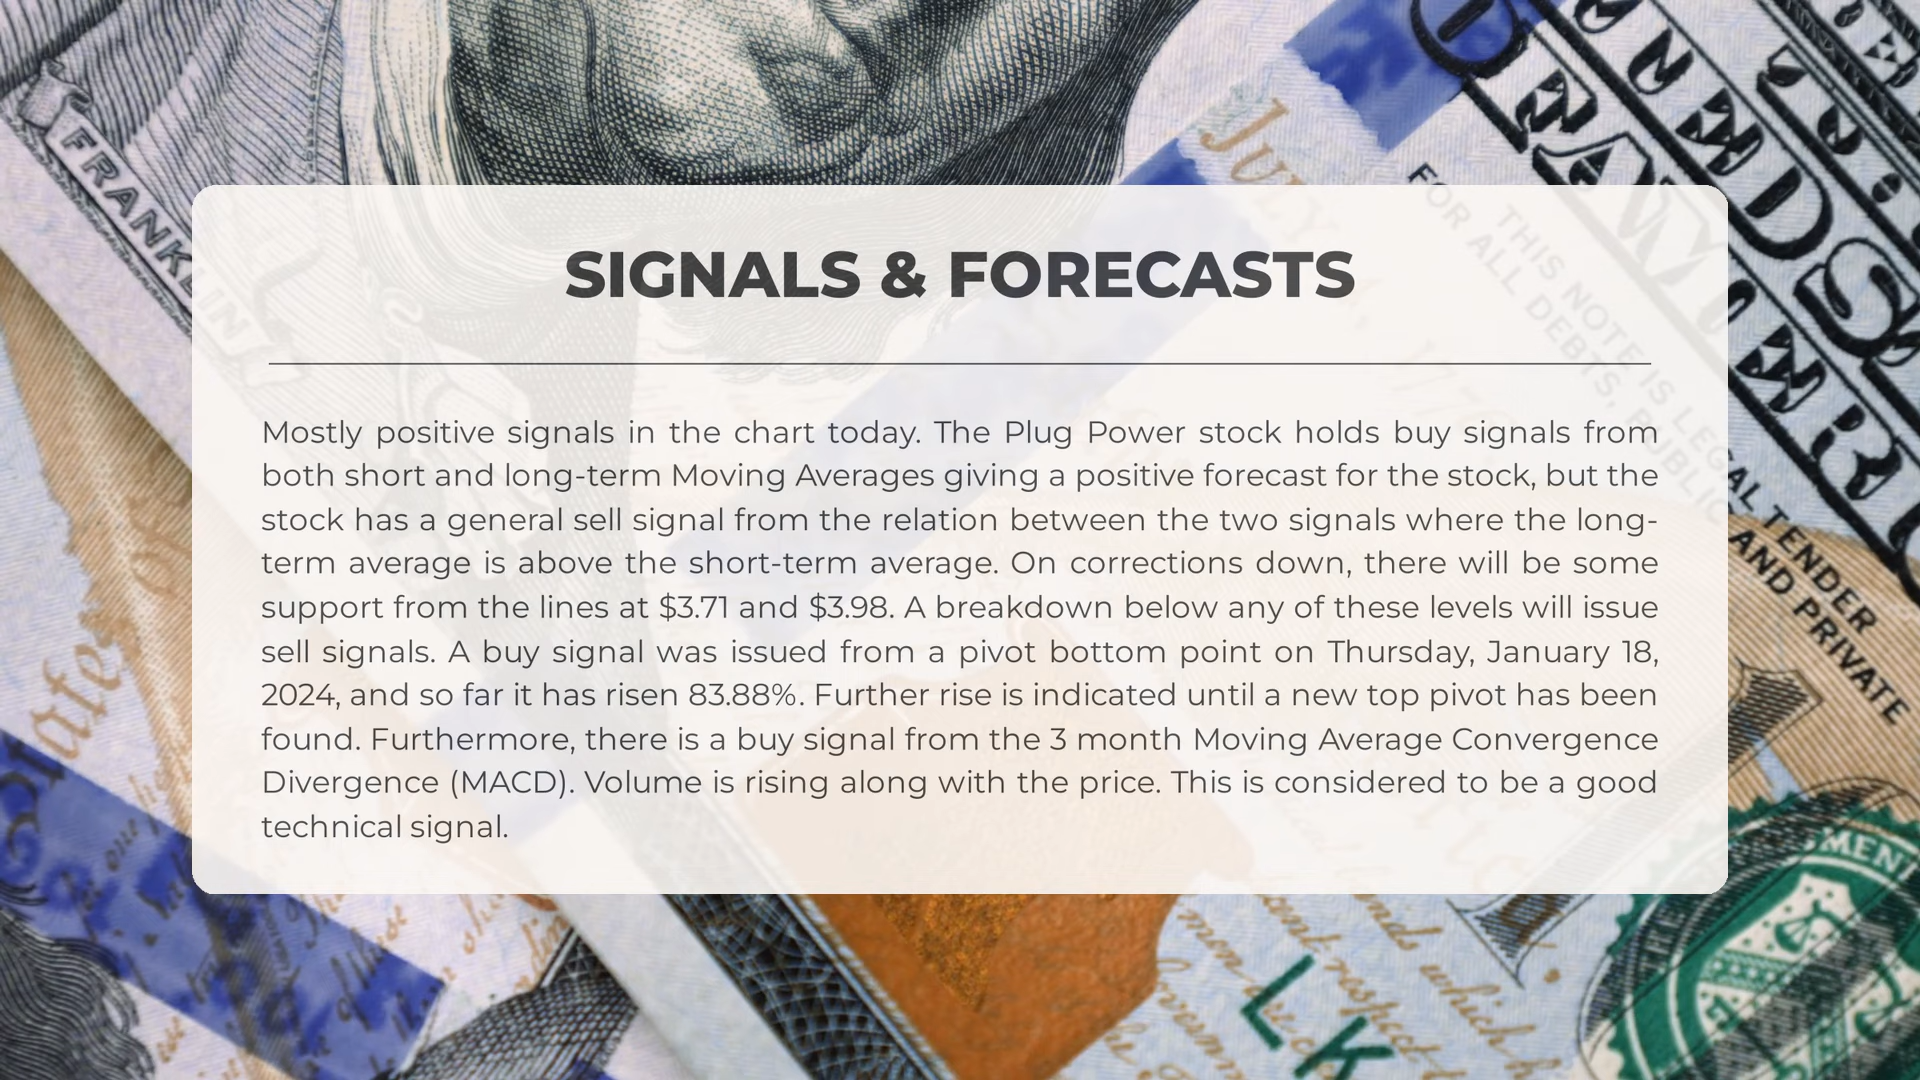 FRANKLIN
JULY
THIS NOTE IS LEGAL TENDER
FOR ALL DEBTS, PUBLIC AND PRIVATE
SIGNALS & FORECASTS
Mostly positive signals in the chart today. The Plug Power stock holds buy signals from
both short and long-term Moving Averages giving a positive forecast for the stock, but the
stock has a general sell signal from the relation between the two signals where the long-
term average is above the short-term average. On corrections down, there will be some
support from the lines at $3.71 and $3.98. A breakdown below any of these levels will issue
sell signals. A buy signal was issued from a pivot bottom point on Thursday, January 18,
2024, and so far it has risen 83.88%. Further rise is indicated until a new top pivot has been
found. Furthermore, there is a buy signal from the 3 month Moving Average Convergence
Divergence (MACD). Volume is rising along with the price. This is considered to be a good
technical signal.
LK